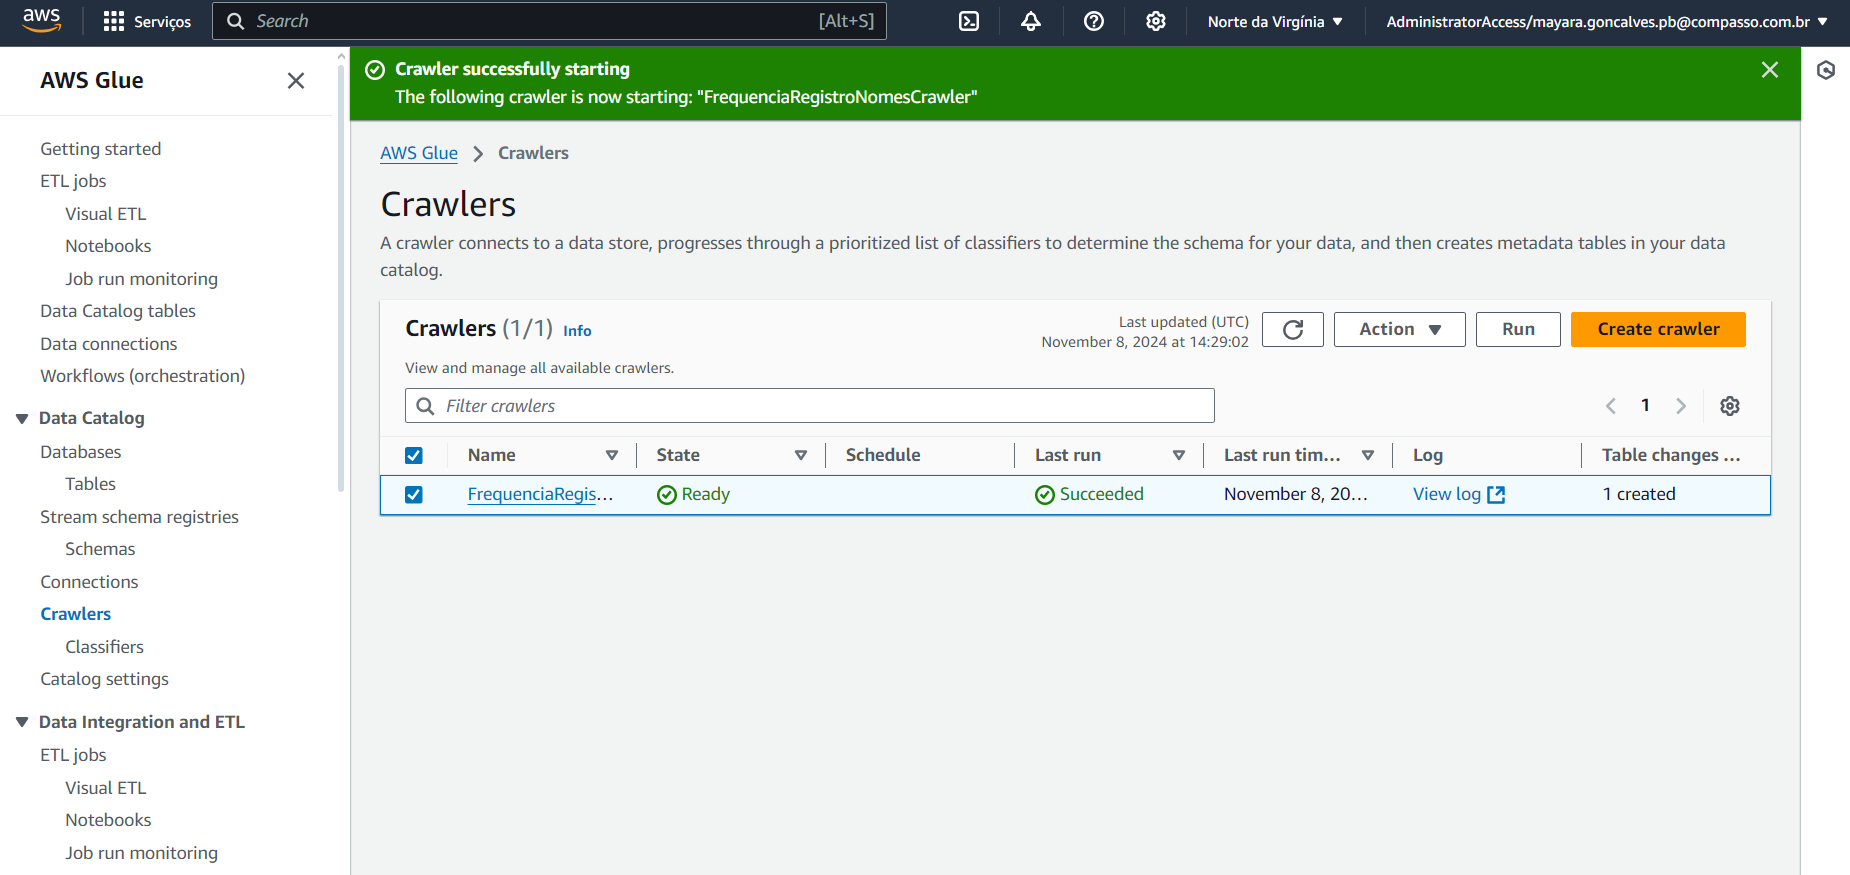 aws
Serviços
Search
[Alt+S]
Norte da Virgínia
AdministratorAccess/mayara.goncalves.pb@compasso.com.br
AWS Glue
Getting started
ETL jobs
Visual ETL
Notebooks
Job run monitoring
Data Catalog tables
Data connections
Workflows (orchestration)
Data Catalog
Databases
Tables
Stream schema registries
Schemas
Connections
Crawlers
Classifiers
Catalog settings
Data Integration and ETL
ETL jobs
Visual ETL
Notebooks
Job run monitoring
Crawler successfully starting
The following crawler is now starting: "FrequenciaRegistroNomesCrawler"
AWS Glue > Crawlers
Crawlers
A crawler connects to a data store, progresses through a prioritized list of classifiers to determine the schema for your data, and then creates metadata tables in your data
catalog.
Crawlers (1/1) Info
Last updated (UTC)
November 8, 2024 at 14:29:02
Action
Run
Create crawler
View and manage all available crawlers.
Filter crawlers
1
Name State Schedule Last run Last run tim... Log Table changes ...
FrequenciaRegis... Ready Succeeded November 8, 20... View log 1 created